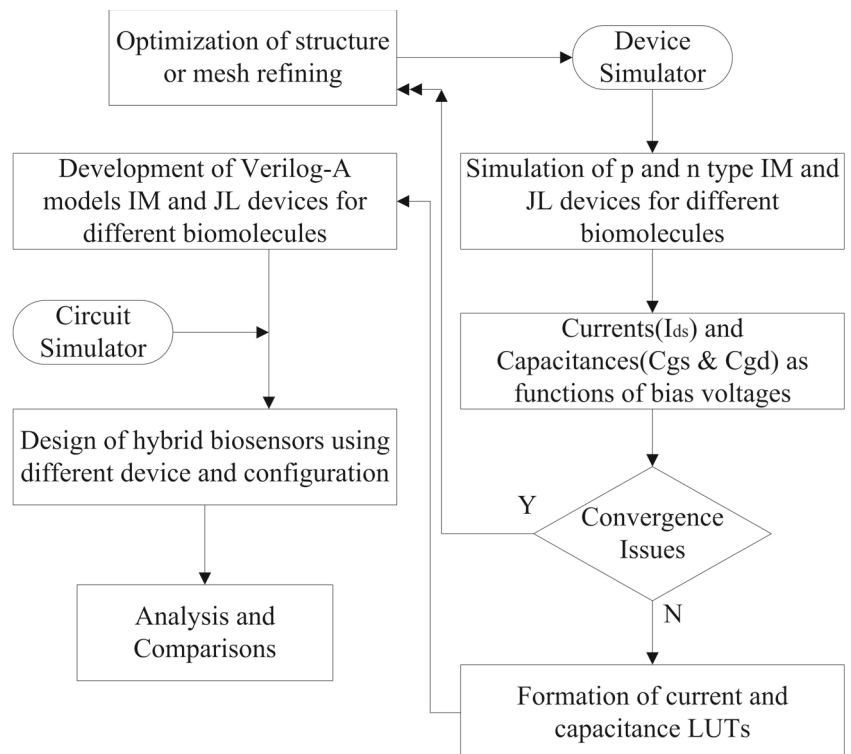 Optimization of structure
or mesh refining
Device
Simulator
Development of Verilog-A
models IM and JL devices for
different biomolecules
Simulation of p and n type IM and
JL devices for different
biomolecules
Circuit
Simulator
Currents(Ids) and
Capacitances(Cgs & Cgd) as
functions of bias voltages
Design of hybrid biosensors using
different device and configuration
Y
Convergence
Issues
N
Analysis and
Comparisons
Formation of current and
capacitance LUTs